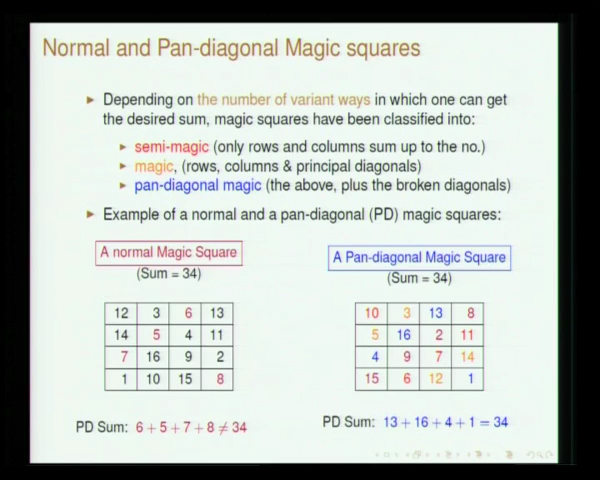 Normal and Pan-diagonal Magic squares
Depending on the number of variant ways in which one can get
the desired sum, magic squares have been classified into:
semi-magic (only rows and columns sum up to the no.)
magic, (rows, columns & principal diagonals)
pan-diagonal magic (the above, plus the broken diagonals)
Example of a normal and a pan-diagonal (PD) magic squares:
A normal Magic Square
(Sum = 34)
12 3 6 13
14 5 4 11
7 16 9 2
1 10 15 8
PD Sum: 6 + 5 + 7 + 8 ≠ 34
A Pan-diagonal Magic Square
(Sum = 34)
10 3 13 8
5 16 2 11
4 9 7 14
15 6 12 1
PD Sum: 13 + 16 + 4 + 1 = 34